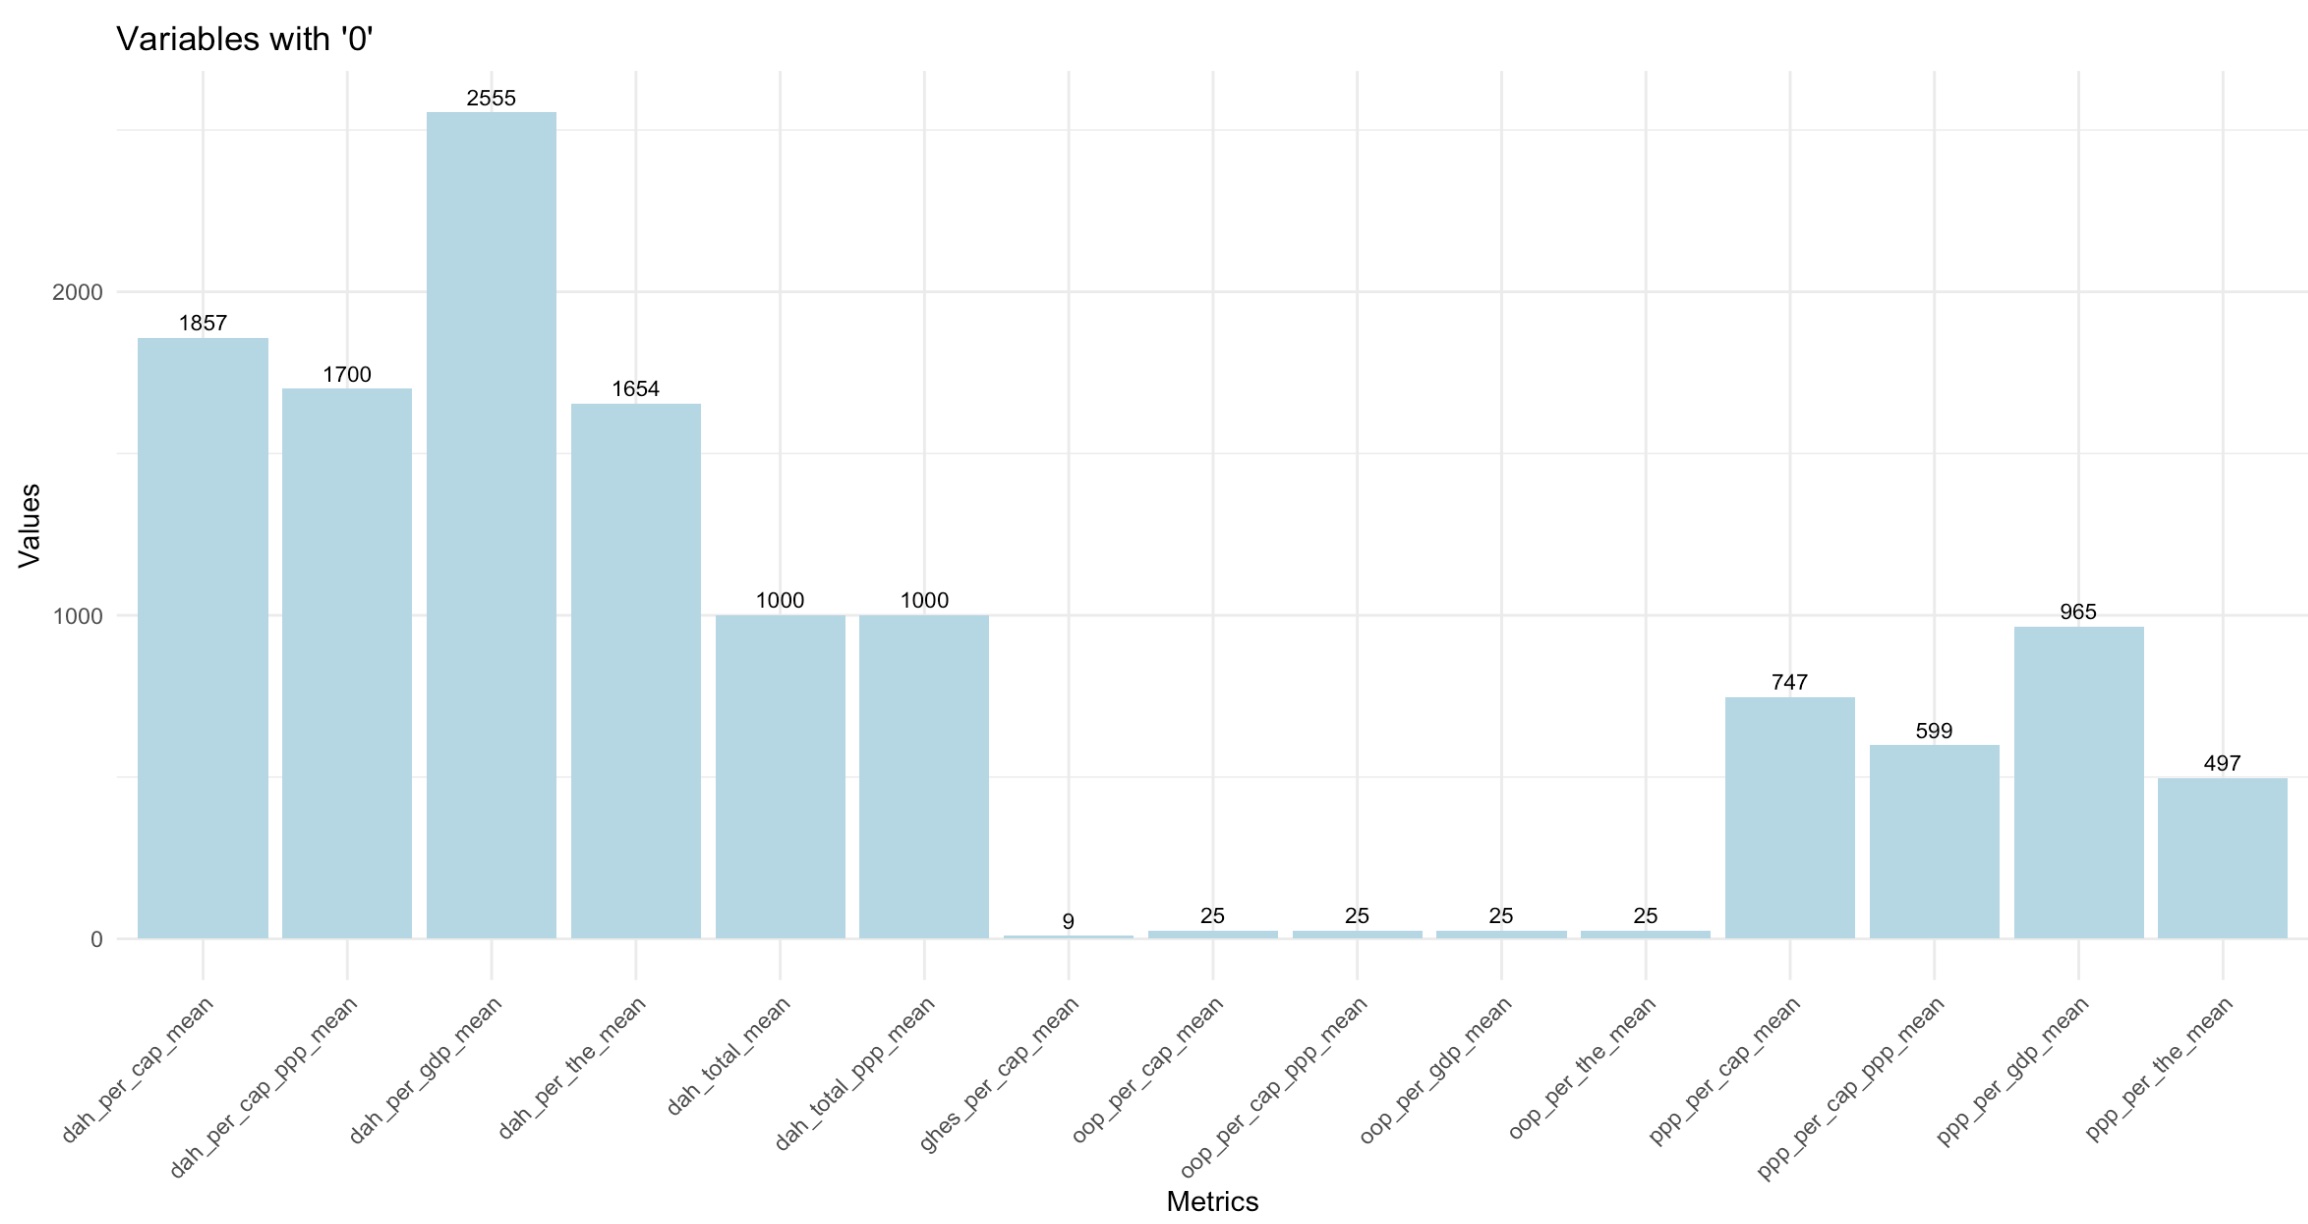 Variables with '0'
2555
2000
1857
1700
1654
1000
1000
1000
965
747
599
497
9
25
25
25
25
0
Values
dah_per_cap_mean
dah_per_cap_ppp_mean
dah_per_gdp_mean
dah_per_the_mean
dah_total_mean
dah_total_ppp_mean
ghes_per_cap_mean
oop_per_cap_mean
oop_per_cap_ppp_mean
oop_per_gdp_mean
oop_per_the_mean
ppp_per_cap_mean
ppp_per_cap_ppp_mean
ppp_per_gdp_mean
ppp_per_the_mean
Metrics